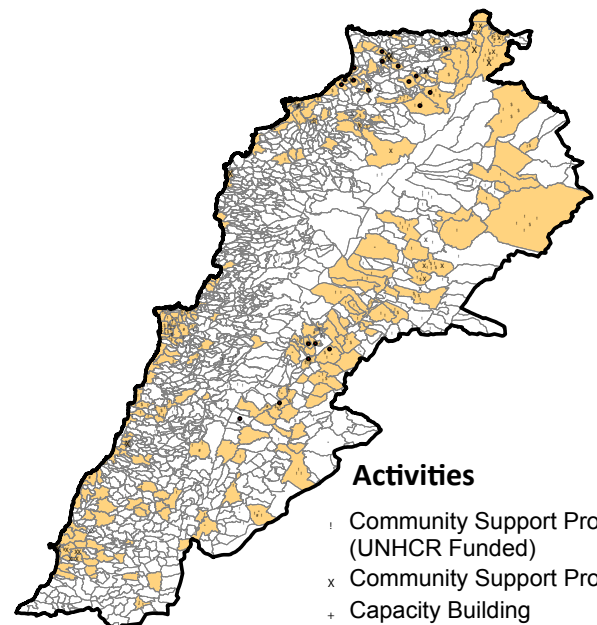 Activities
! Community Support Pro
(UNHCR Funded)
x Community Support Pro
+ Capacity Building